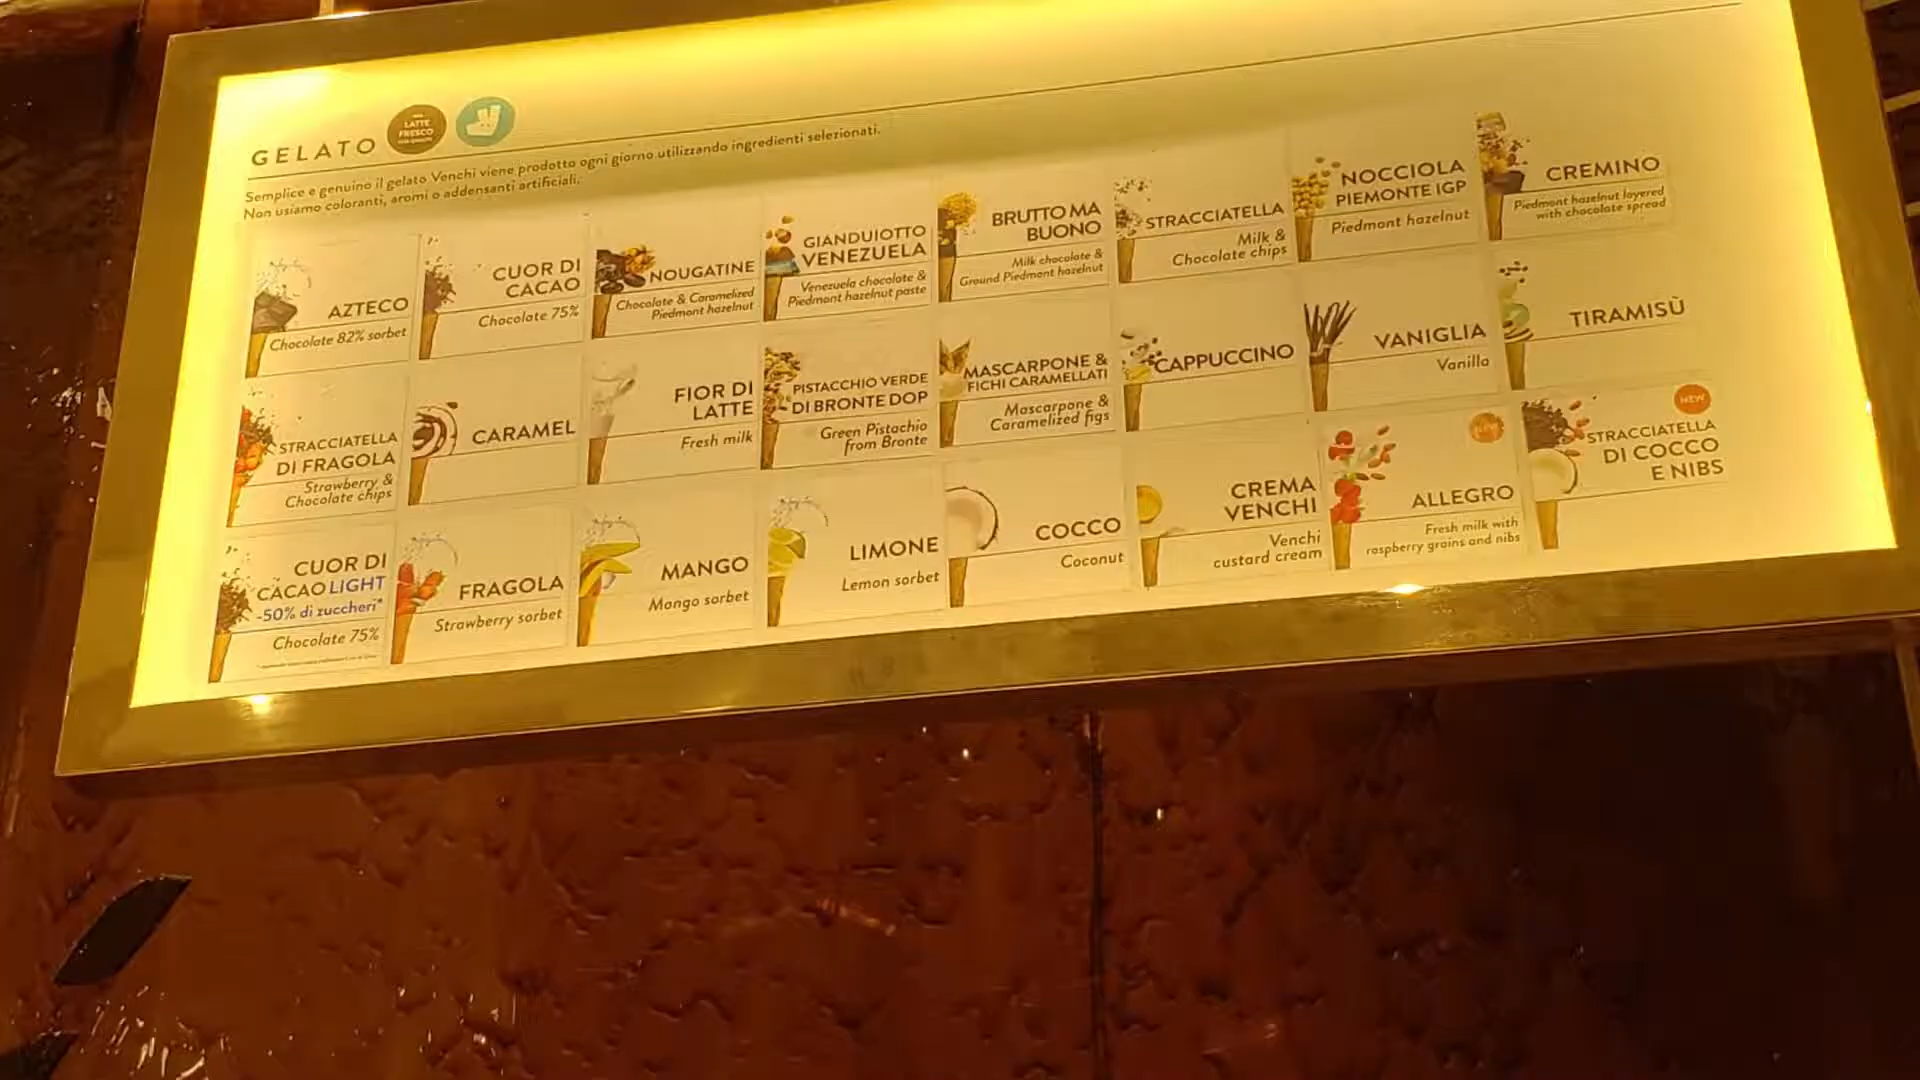 GELATO
LATTE
FRESCO
Semplice e genuino il gelato Venchi viene prodotto ogni giorno utilizzando ingredienti selezionati.
Non usiamo coloranti, aromi o addensanti artificiali.
AZTECO
Chocolate 82% sorbet
CUOR DI
CACAO
Chocolate 75%
NOUGATINE
Chocolate & Caramelized
Piedmont hazelnut
GIANDUIOTTO
VENEZUELA
Venezuela chocolate &
Piedmont hazelnut paste
BRUTTO MA
BUONO
Milk chocolate &
Ground Piedmont hazelnut
STRACCIATELLA
Milk &
Chocolate chips
NOCCIOLA
PIEMONTE IGP
Piedmont hazelnut
CREMINO
Piedmont hazelnut layered
with chocolate spread
STRACCIATELLA
DI FRAGOLA
Strawberry &
Chocolate chips
CARAMEL
FIOR DI
LATTE
Fresh milk
PISTACCHIO VERDE
DI BRONTE DOP
Green Pistachio
from Bronte
MASCARPONE &
FICHI CARAMELLATI
Mascarpone &
Caramelized figs
CAPPUCCINO
VANIGLIA
Vanilla
TIRAMISÙ
CUOR DI
CACAO LIGHT
-50% di zuccheri*
Chocolate 75%
FRAGOLA
Strawberry sorbet
MANGO
Mango sorbet
LIMONE
Lemon sorbet
COCCO
Coconut
CREMA
VENCHI
Venchi
custard cream
NEW
ALLEGRO
Fresh milk with
raspberry grains and nibs
NEW
STRACCIATELLA
DI COCCO
E NIBS